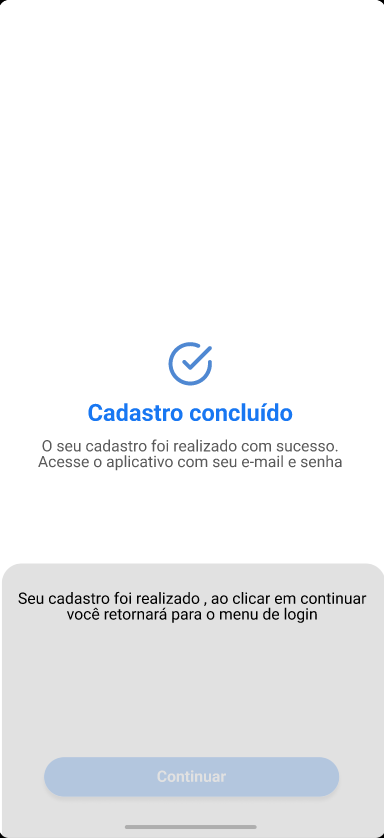 Cadastro concluído
O seu cadastro foi realizado com sucesso.
Acesse o aplicativo com seu e-mail e senha
Seu cadastro foi realizado , ao clicar em continuar
você retornará para o menu de login
Continuar